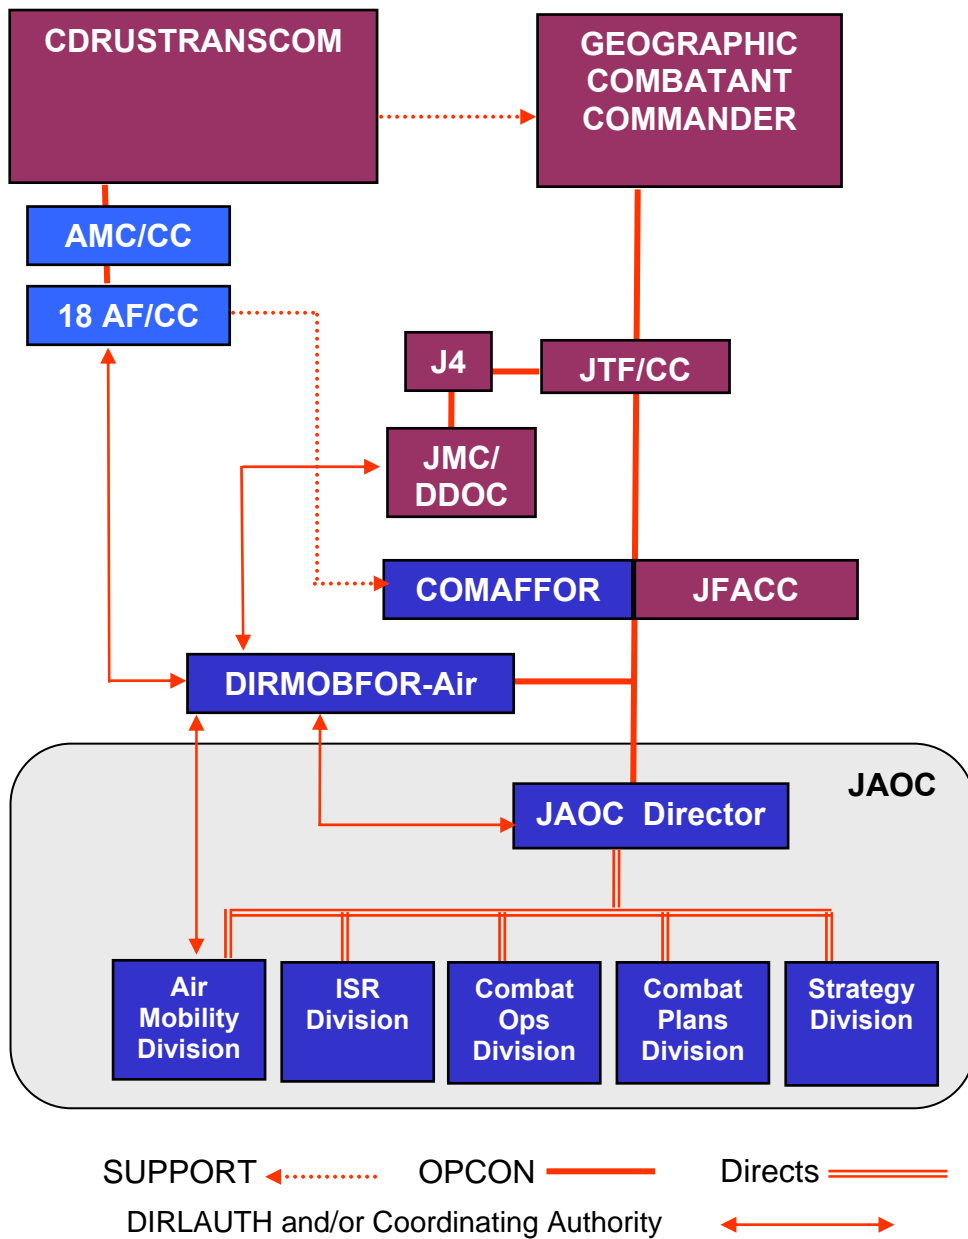 CDRUSTRANSCOM
GEOGRAPHIC
COMBATANT
COMMANDER
AMC/CC
18 AF/CC
J4
JTF/CC
JMC/
DDOC
COMAFFOR
JFACC
DIRMOBFOR-Air
JAOC
JAOC Director
Air
Mobility
Division
ISR
Division
Combat
Ops
Division
Combat
Plans
Division
Strategy
Division
SUPPORT
OPCON
Directs
DIRLAUTH and/or Coordinating Authority